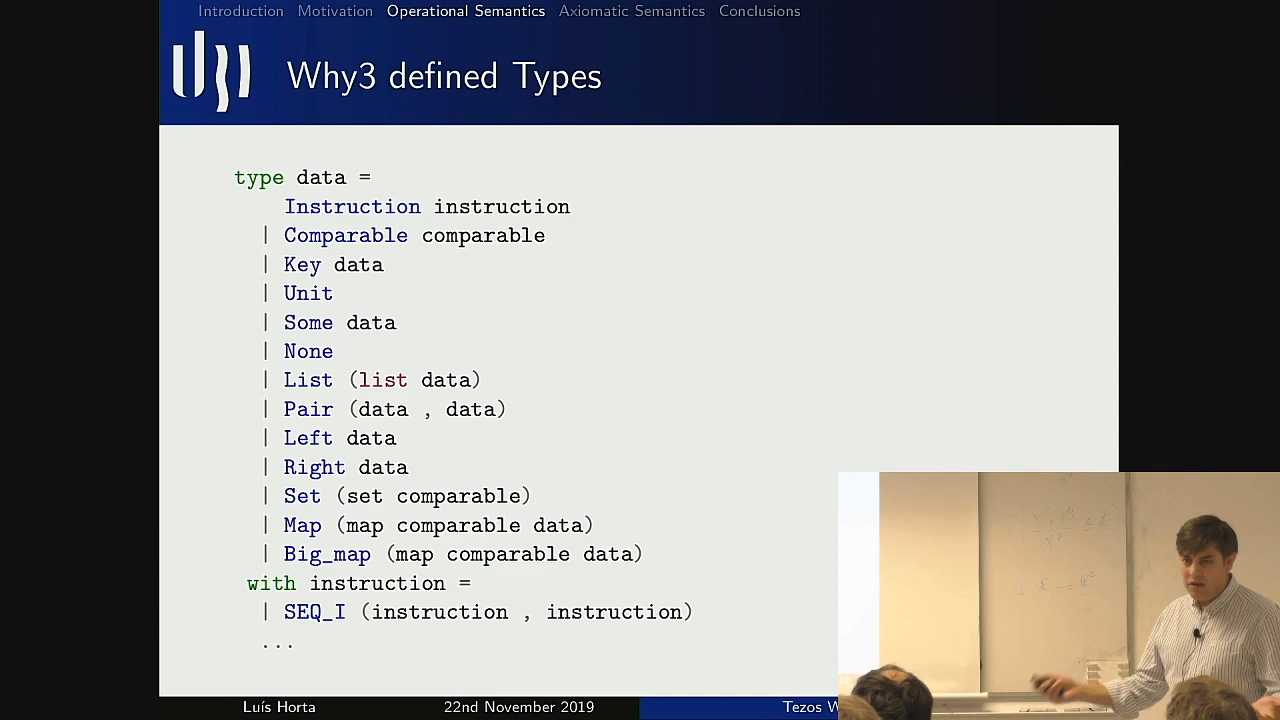 Introduction Motivation Operational Semantics Axiomatic Semantics Conclusions
Why3 defined Types
type data =
Instruction instruction
| Comparable comparable
| Key data
| Unit
| Some data
| None
| List (list data)
| Pair (data , data)
| Left data
| Right data
| Set (set comparable)
| Map (map comparable data)
| Big_map (map comparable data)
with instruction =
| SEQ_I (instruction , instruction)
...
Luís Horta 22nd November 2019 Tezos